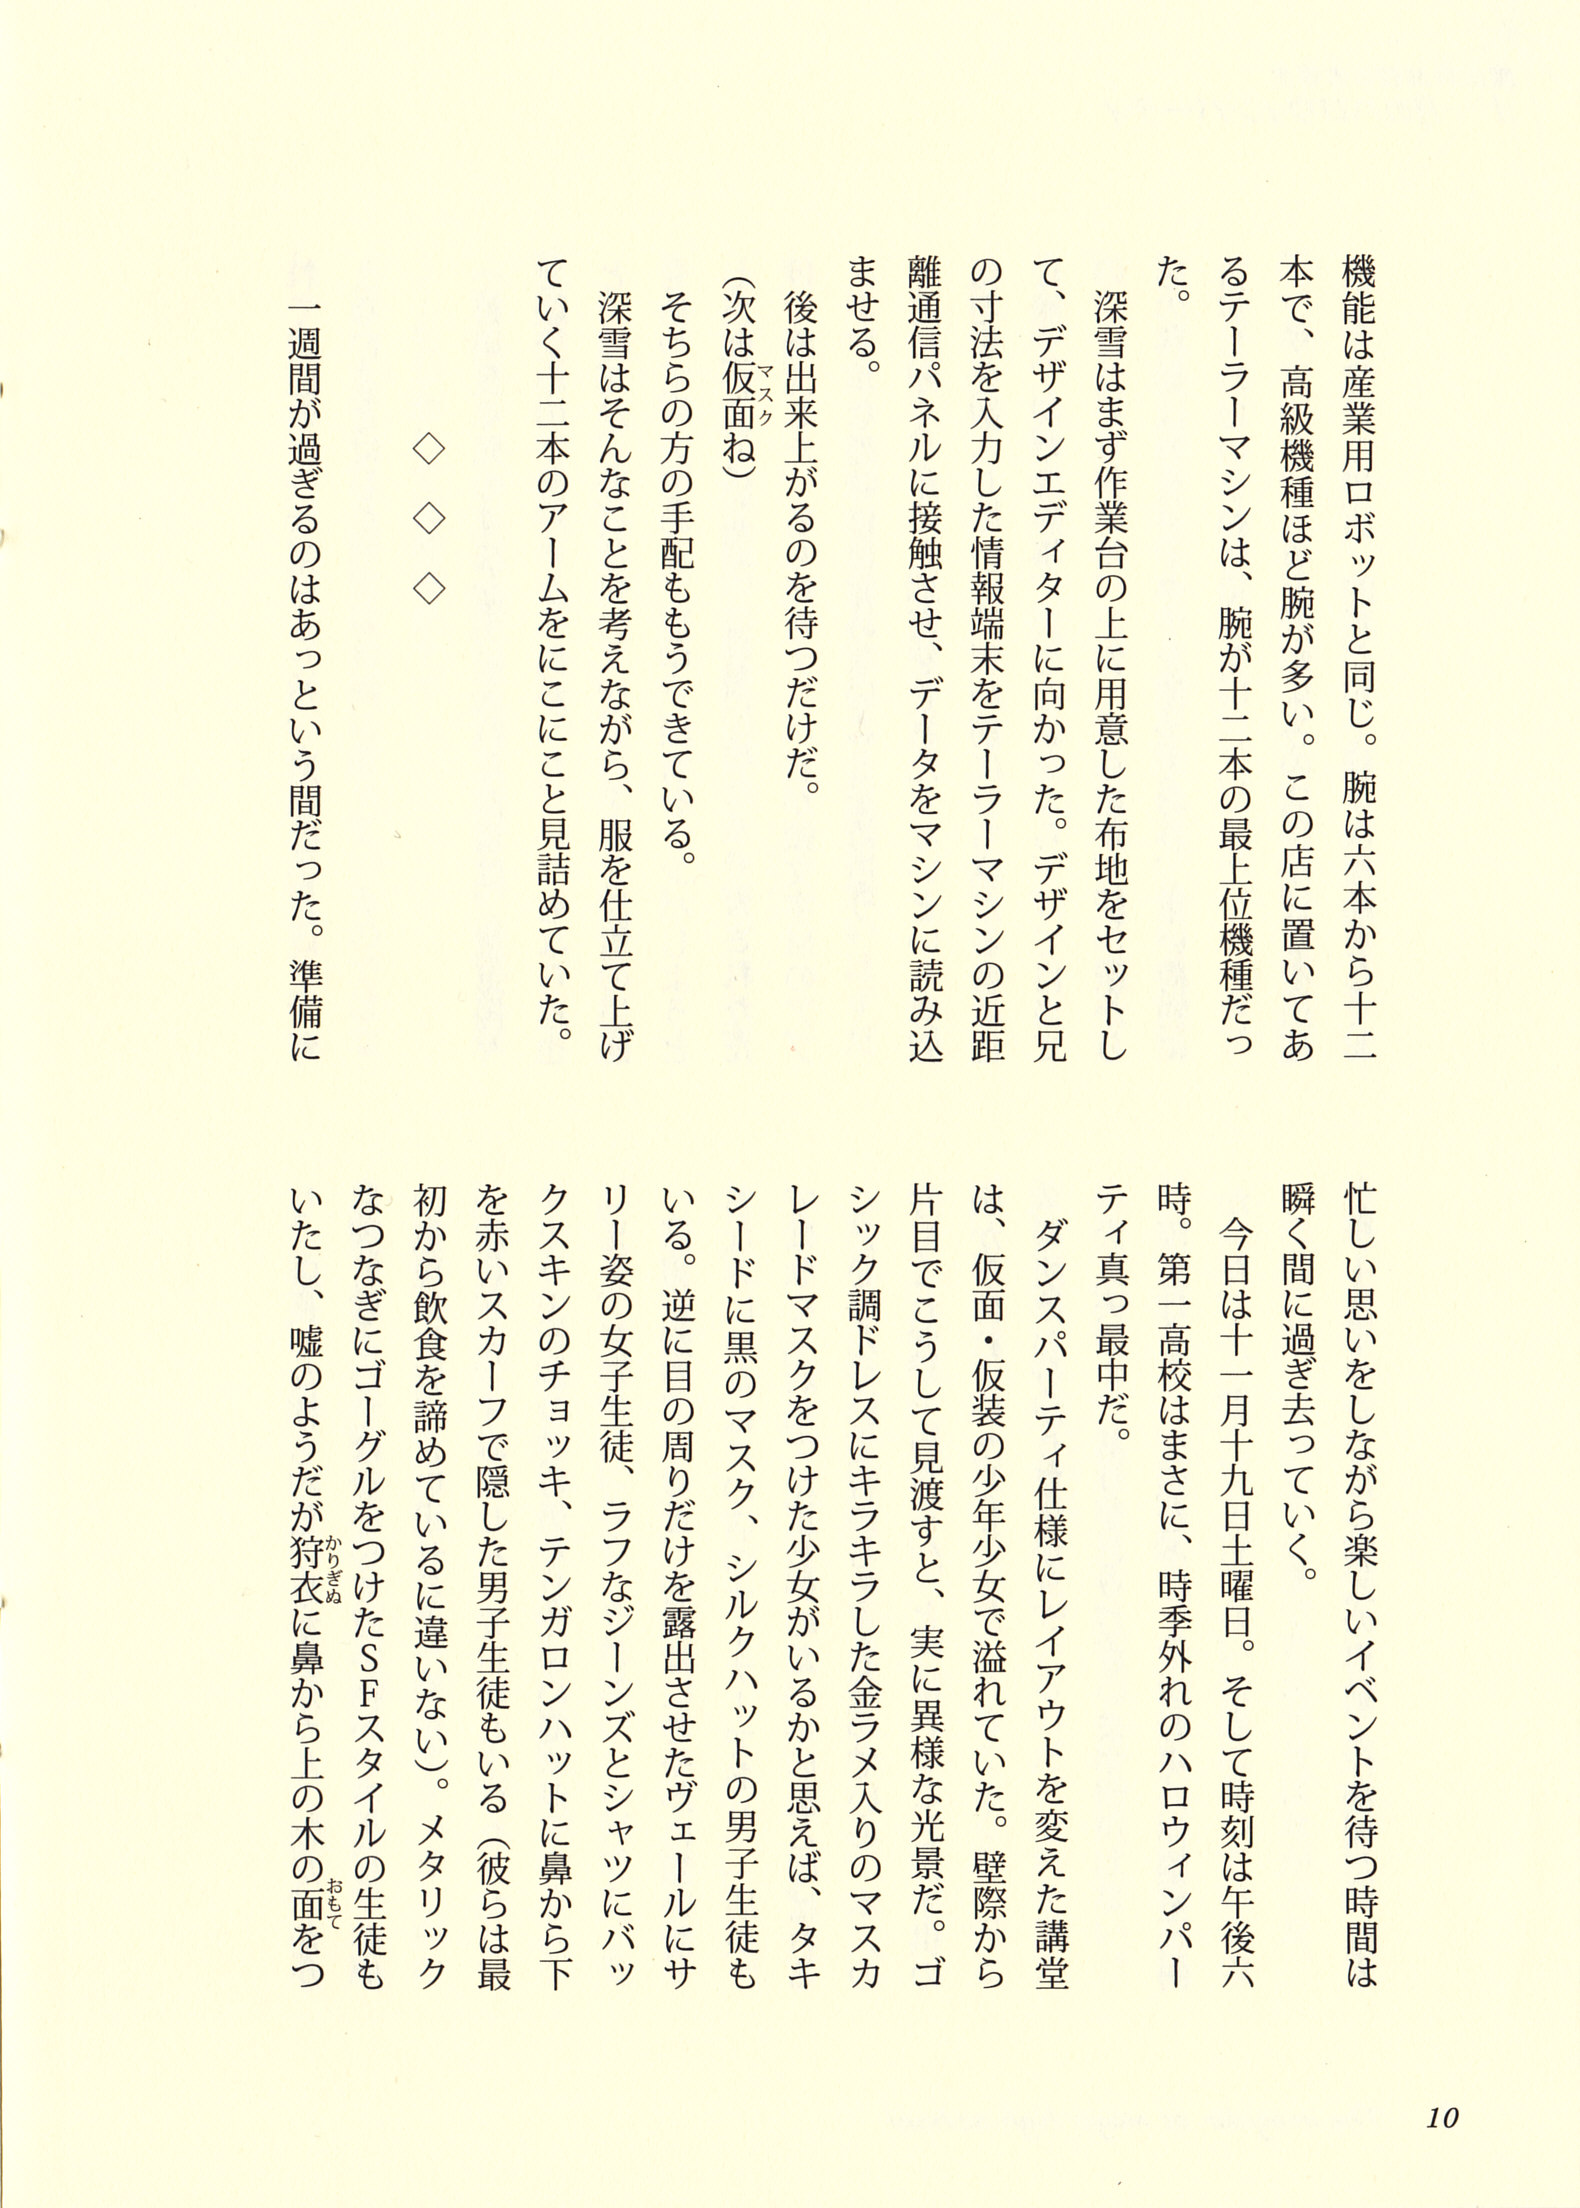 機能は産業用ロボットと同じ。腕は六本から十二
本で、高級機種ほど腕が多い。この店に置いてあ
るテーラーマシンは、腕が十二本の最上位機種だっ
た。
　深雪はまず作業台の上に用意した布地をセットし
て、デザインエディターに向かった。デザインと兄
の寸法を入力した情報端末をテーラーマシンの近距
離通信パネルに接触させ、データをマシンに読み込
ませる。
　後は出来上がるのを待つだけだ。
（次は仮面マスクね）
　そちらの方の手配ももうできている。
　深雪はそんなことを考えながら、服を仕立て上げ
ていく十二本のアームをにこにこと見詰めていた。
◇　◇　◇
　一週間が過ぎるのはあっという間だった。準備に
忙しい思いをしながら楽しいイベントを待つ時間は
瞬く間に過ぎ去っていく。
　今日は十一月十九日土曜日。そして時刻は午後六
時。第一高校はまさに、時季外れのハロウィンパー
ティ真っ最中だ。
　ダンスパーティ仕様にレイアウトを変えた講堂
は、仮面・仮装の少年少女で溢れていた。壁際から
片目でこうして見渡すと、実に異様な光景だ。ゴ
シック調ドレスにキラキラした金ラメ入りのマスカ
レードマスクをつけた少女がいるかと思えば、タキ
シードに黒のマスク、シルクハットの男子生徒も
いる。逆に目の周りだけを露出させたヴェールにサ
リー姿の女子生徒、ラフなジーンズとシャツにバッ
クスキンのチョッキ、テンガロンハットに鼻から下
を赤いスカーフで隠した男子生徒もいる（彼らは最
初から飲食を諦めているに違いない）。メタリック
なつなぎにゴーグルをつけたＳＦスタイルの生徒も
いたし、嘘のようだが狩衣かりぎぬに鼻から上の木の面おもてをつ
10